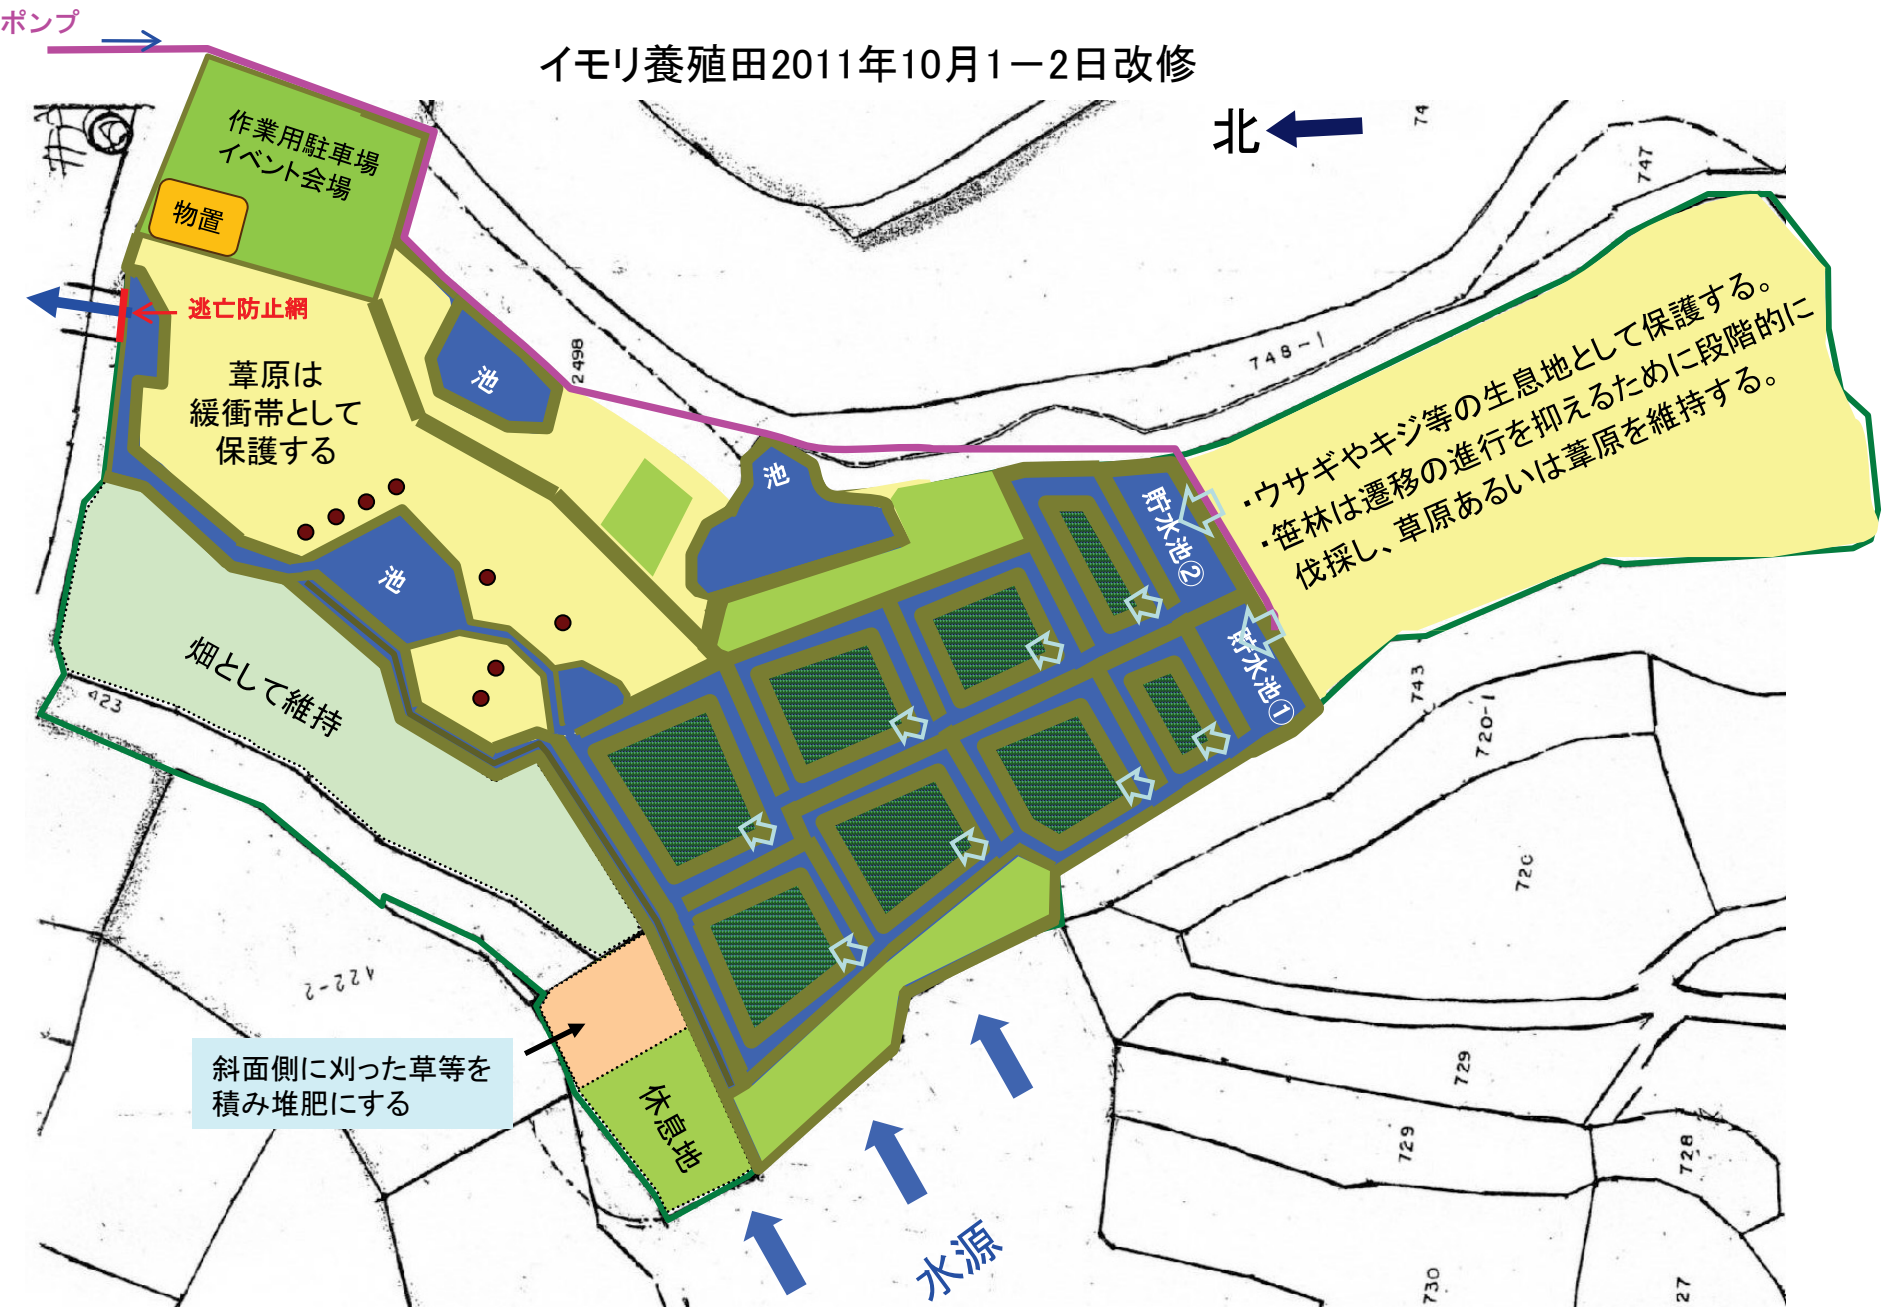 ポンプ
イモリ養殖田2011年10月1－2日改修
北
作業用駐車場
イベント会場
物置
逃亡防止網
葦原は
緩衝帯として
保護する
池
池
池
貯水池②
貯水池①
・ウサギやキジ等の生息地として保護する。
・笹林は遷移の進行を抑えるために段階的に
伐採し、草原あるいは葦原を維持する。
畑として維持
斜面側に刈った草等を
積み堆肥にする
休息地
水源
74
747
748-1
2498
743
720-1
720
423
422-2
729
729
728
730
27